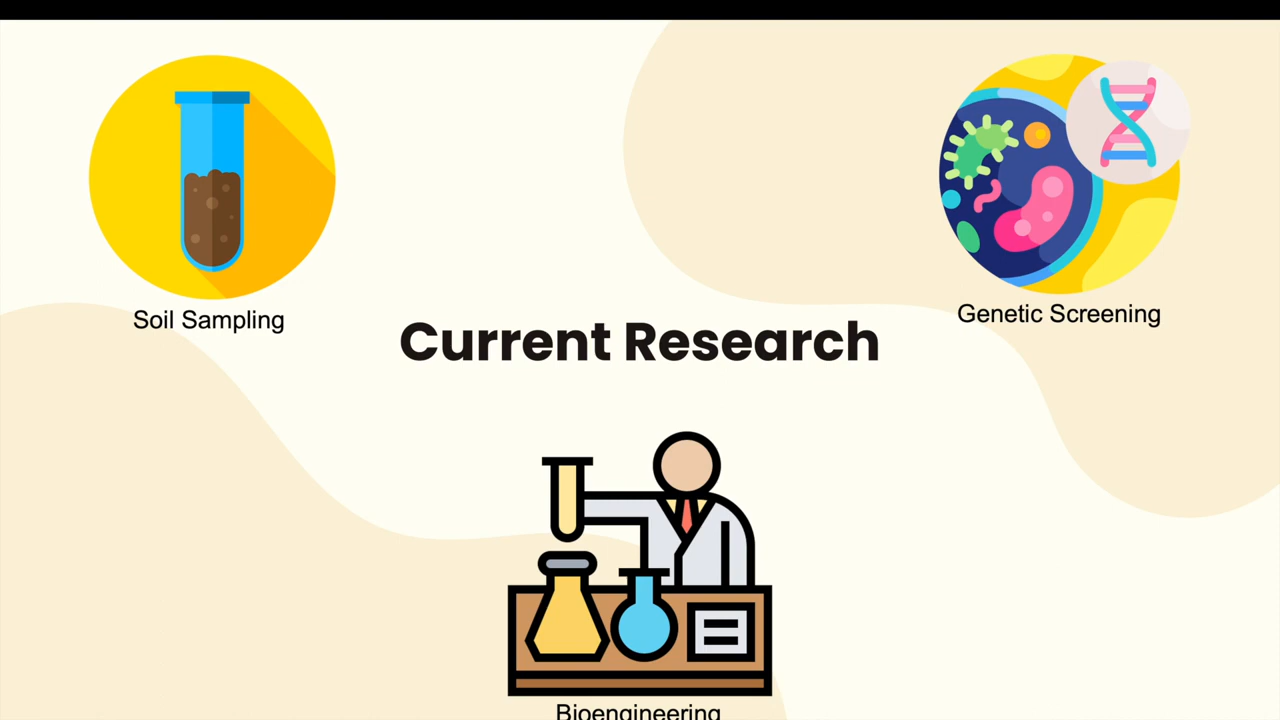 Soil Sampling
Genetic Screening
Current Research
Bioengineering